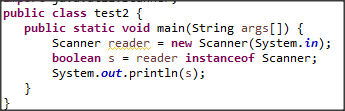 public class test2 {
public static void main(String args[]) {
Scanner reader = new Scanner(System.in);
boolean s = reader instanceof Scanner;
System.out.println(s);
}
}